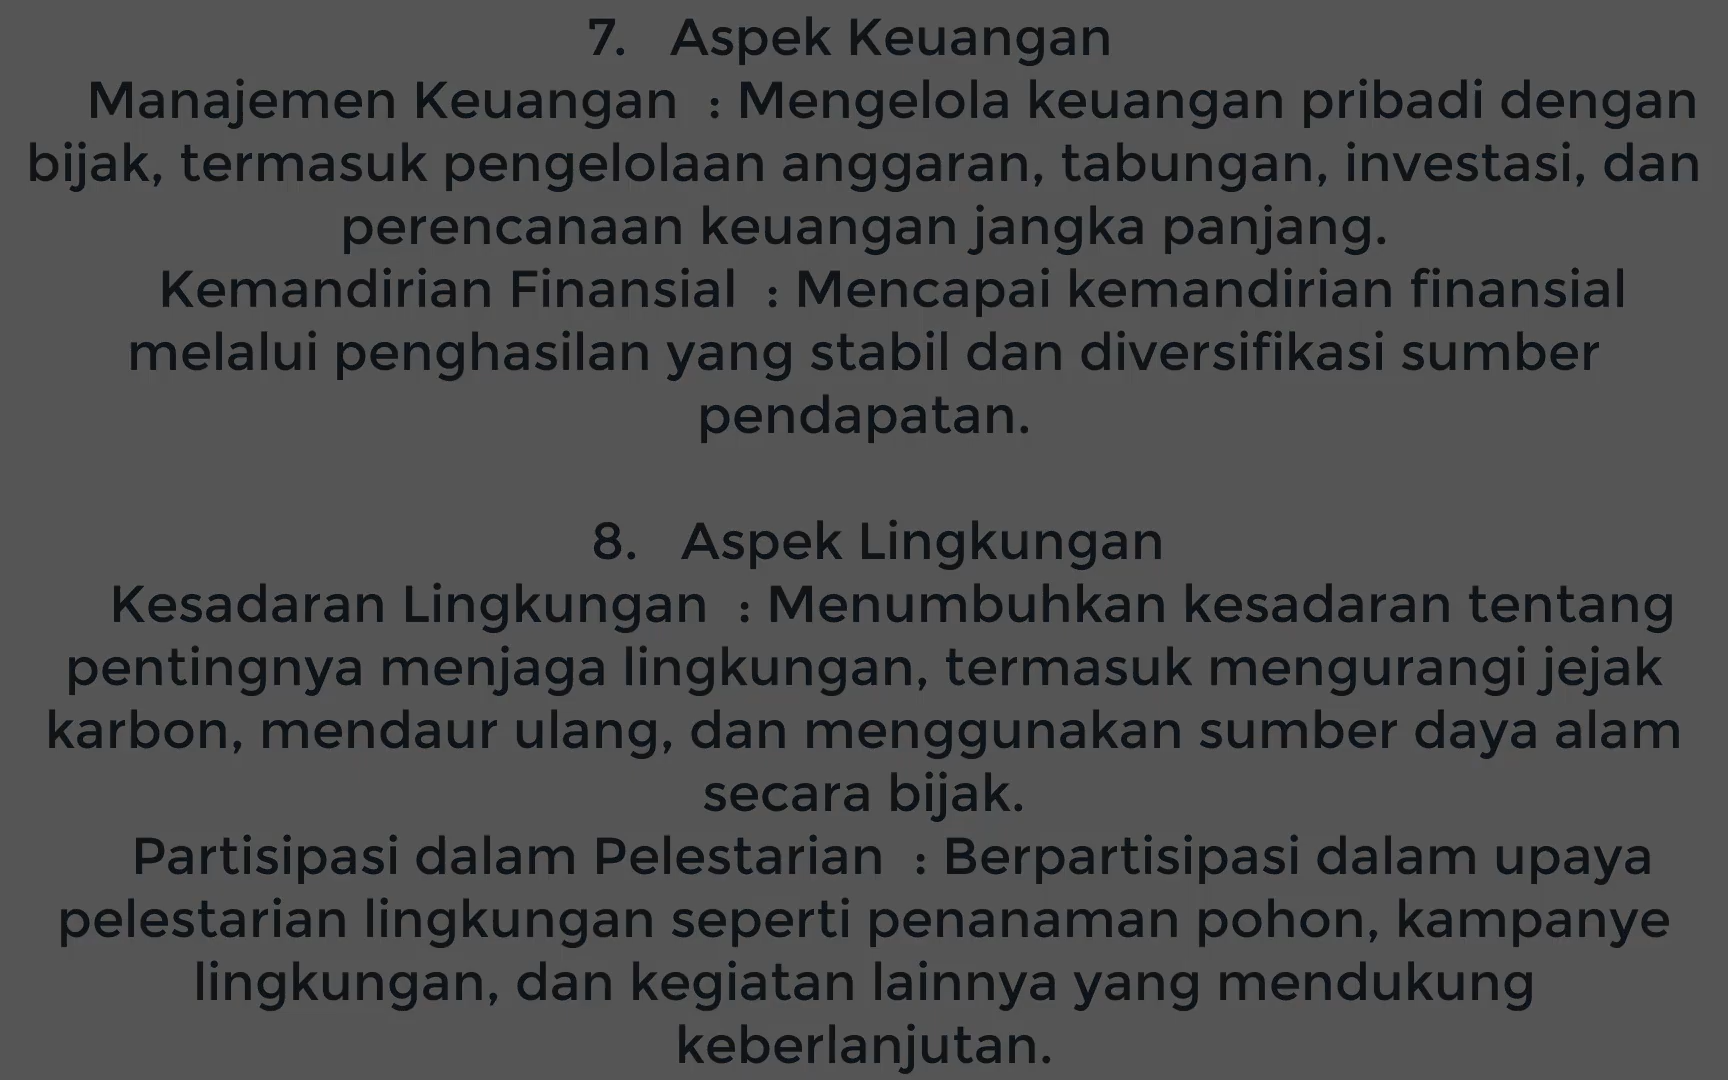 7. Aspek Keuangan
Manajemen Keuangan : Mengelola keuangan pribadi dengan
bijak, termasuk pengelolaan anggaran, tabungan, investasi, dan
perencanaan keuangan jangka panjang.
Kemandirian Finansial : Mencapai kemandirian finansial
melalui penghasilan yang stabil dan diversifikasi sumber
pendapatan.
8. Aspek Lingkungan
Kesadaran Lingkungan : Menumbuhkan kesadaran tentang
pentingnya menjaga lingkungan, termasuk mengurangi jejak
karbon, mendaur ulang, dan menggunakan sumber daya alam
secara bijak.
Partisipasi dalam Pelestarian : Berpartisipasi dalam upaya
pelestarian lingkungan seperti penanaman pohon, kampanye
lingkungan, dan kegiatan lainnya yang mendukung
keberlanjutan.